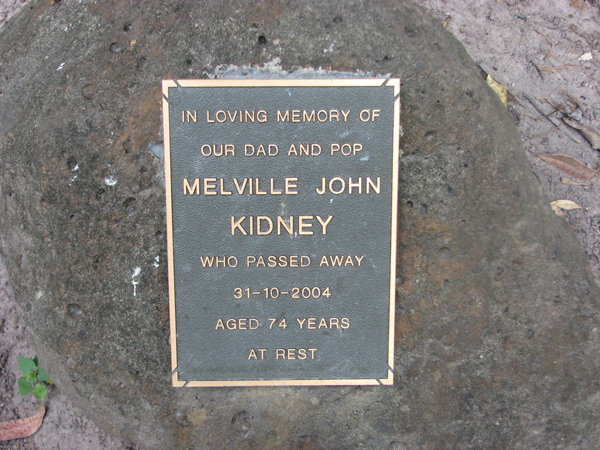 IN LOVING MEMORY OF
OUR DAD AND POP
MELVILLE JOHN
KIDNEY
WHO PASSED AWAY
31-10-2004
AGED 74 YEARS
AT REST